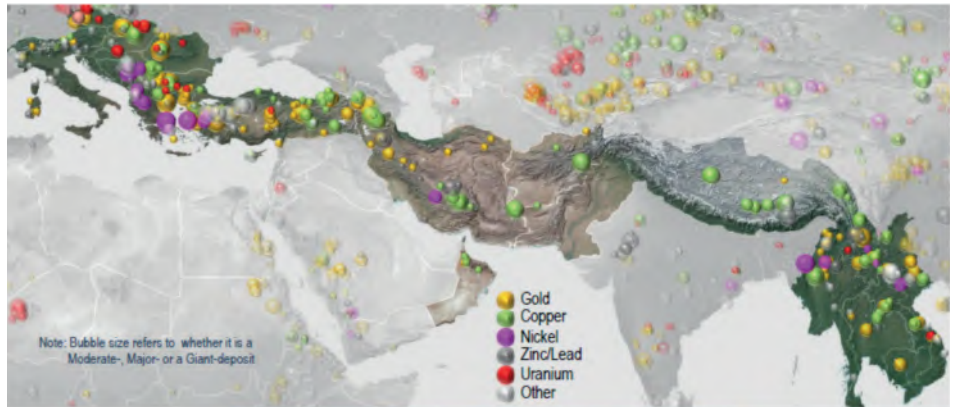 Gold
Copper
Nickel
Zinc/Lead
Uranium
Other
Note: Bubble size refers to whether it is a
Moderate-, Major- or a Giant-deposit